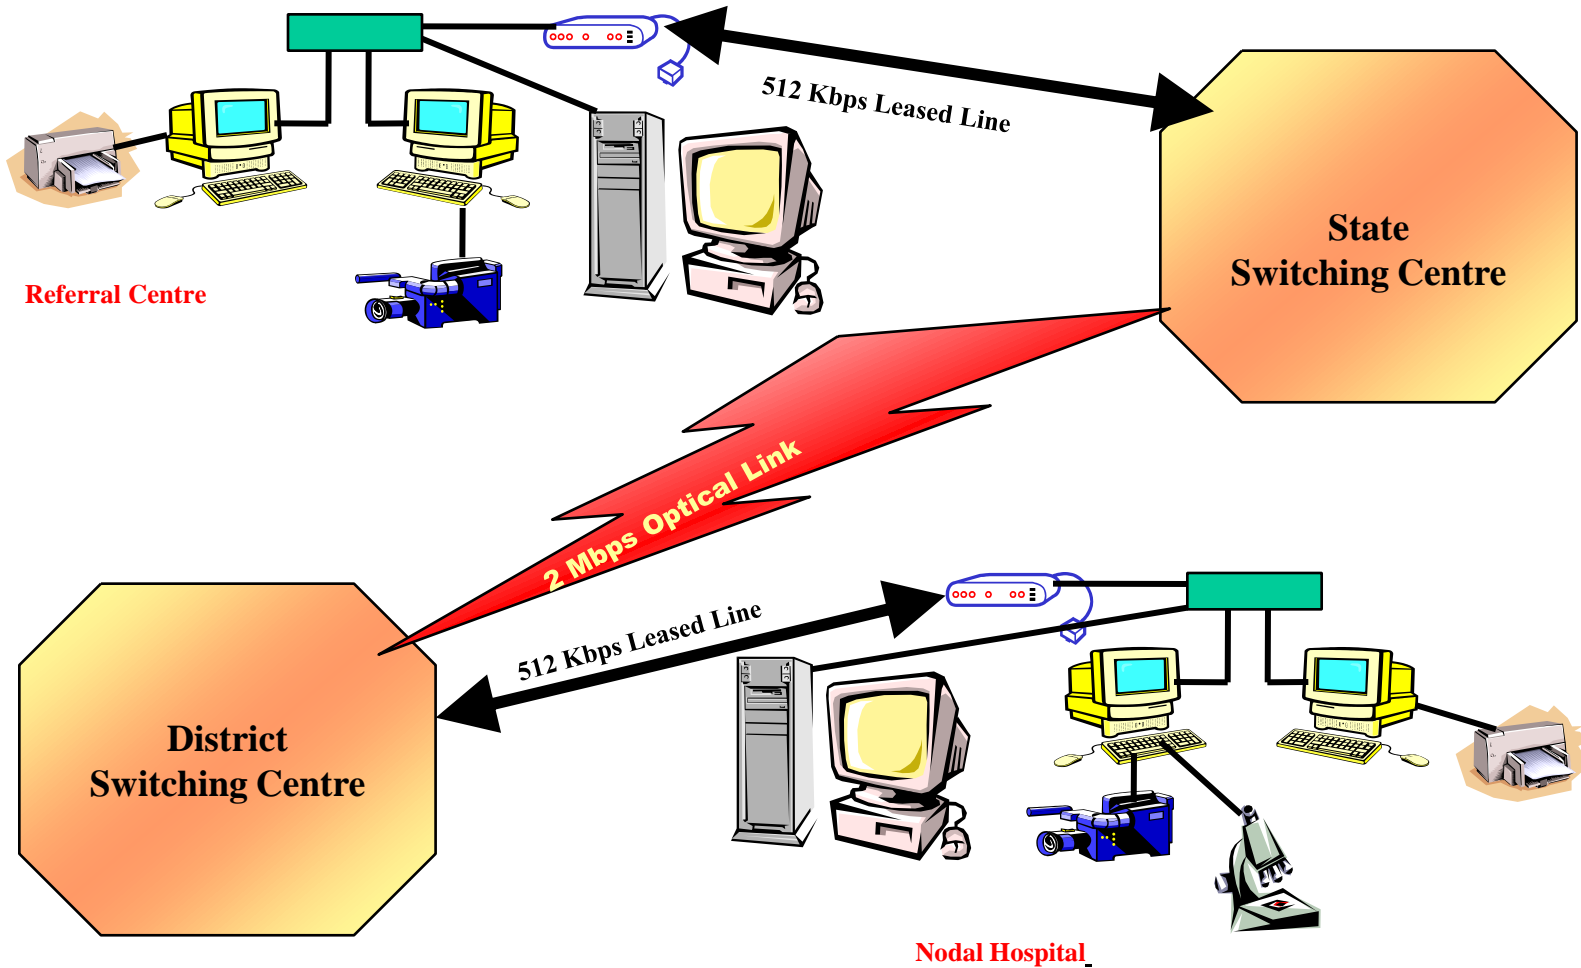 512 Kbps Leased Line
State
Switching Centre
Referral Centre
2 Mbps Optical Link
512 Kbps Leased Line
District
Switching Centre
Nodal Hospital